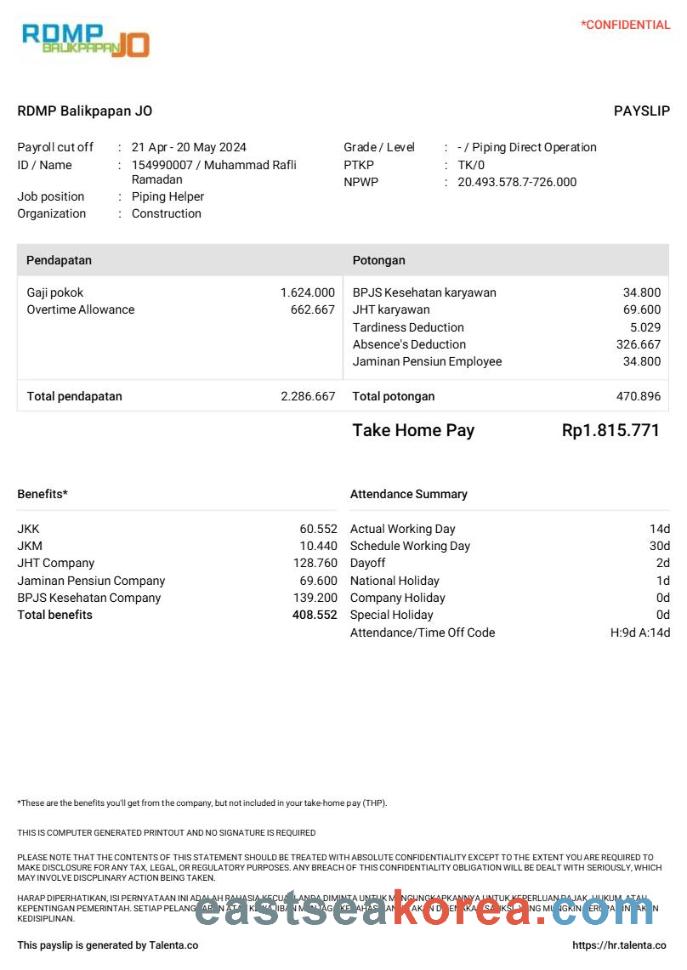 RDMP
BALIKPAPAN JO
*CONFIDENTIAL
RDMP Balikpapan JO PAYSLIP
Payroll cut off : 21 Apr - 20 May 2024 Grade / Level : - / Piping Direct Operation
ID / Name : 154990007 / Muhammad Rafli PTKP : TK/0
Ramadan NPWP : 20.493.578.7-726.000
Job position : Piping Helper
Organization : Construction
Pendapatan Potongan
Gaji pokok 1.624.000 BPJS Kesehatan karyawan 34.800
Overtime Allowance 662.667 JHT karyawan 69.600
Tardiness Deduction 5.029
Absence's Deduction 326.667
Jaminan Pensiun Employee 34.800
Total pendapatan 2.286.667 Total potongan 470.896
Take Home Pay Rp1.815.771
Benefits* Attendance Summary
JKK 60.552 Actual Working Day 14d
JKM 10.440 Schedule Working Day 30d
JHT Company 128.760 Dayoff 2d
Jaminan Pensiun Company 69.600 National Holiday 1d
BPJS Kesehatan Company 139.200 Company Holiday 0d
Total benefits 408.552 Special Holiday 0d
Attendance/Time Off Code H:9d A:14d
*These are the benefits you'll get from the company, but not included in your take-home pay (THP).
THIS IS COMPUTER GENERATED PRINTOUT AND NO SIGNATURE IS REQUIRED
PLEASE NOTE THAT THE CONTENTS OF THIS STATEMENT SHOULD BE TREATED WITH ABSOLUTE CONFIDENTIALITY EXCEPT TO THE EXTENT YOU ARE REQUIRED TO
MAKE DISCLOSURE FOR ANY TAX, LEGAL, OR REGULATORY PURPOSES. ANY BREACH OF THIS CONFIDENTIALITY OBLIGATION WILL BE DEALT WITH SERIOUSLY, WHICH
MAY INVOLVE DISCPLINARY ACTION BEING TAKEN.
HARAP DIPERHATIKAN, ISI PERNYATAAN INI ADALAH RAHASIA KECUALI ANDA DIMINTA UNTUK MENGUNGKAPKANNYA UNTUK KEPERLUAN PAJAK, HUKUM, ATAU
KEPENTINGAN PEMERINTAH. SETIAP
KEDISIPLINAN.
eastseakorea.com
This payslip is generated by Talenta.co https://hr.talenta.co